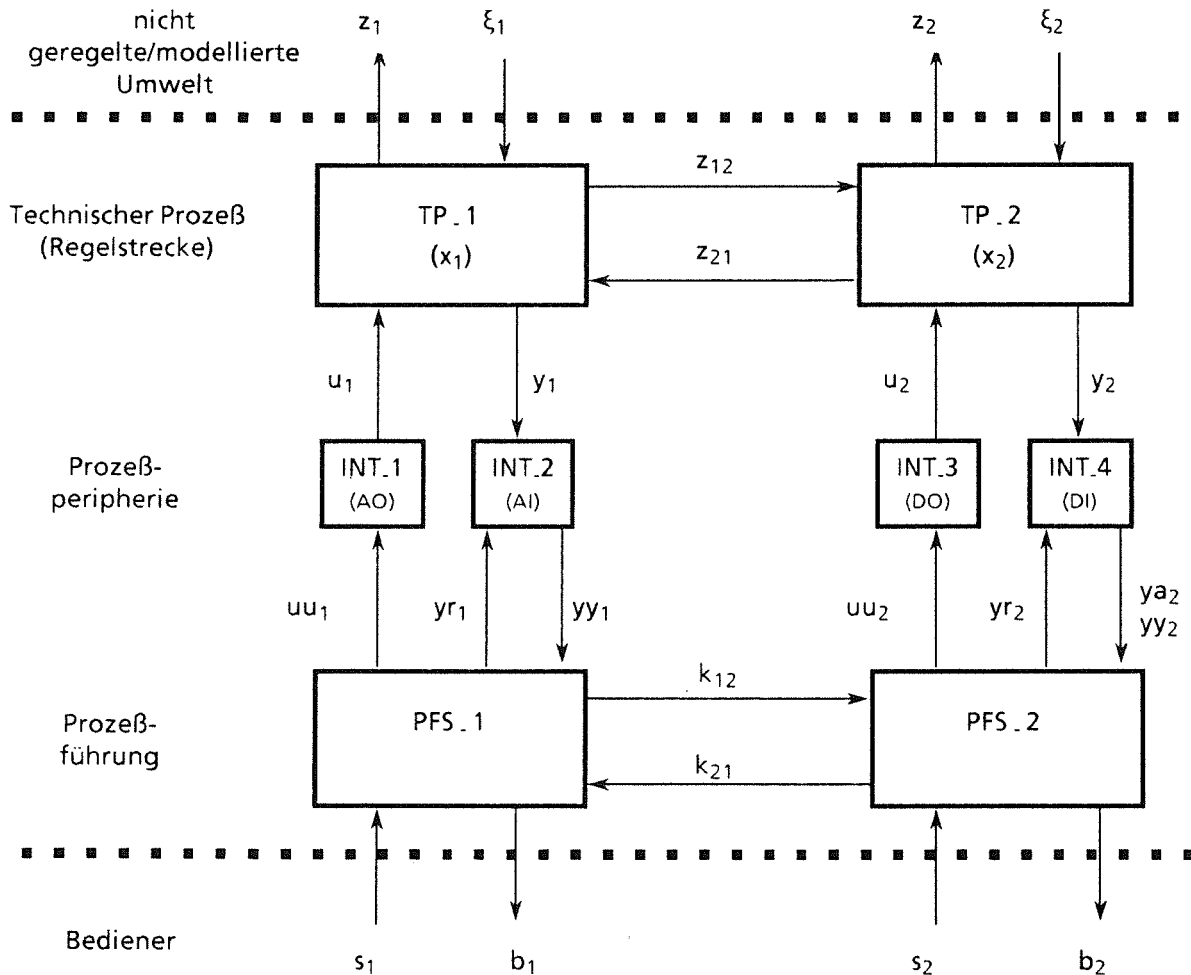 nicht
geregelte/modellierte
Umwelt
z₁
ξ₁
z₂
ξ₂
Technischer Prozeß
(Regelstrecke)
TP_1
(x₁)
z₁₂
z₂₁
TP_2
(x₂)
u₁
y₁
u₂
y₂
Prozeß-
peripherie
INT_1
(AO)
INT_2
(AI)
INT_3
(DO)
INT_4
(DI)
uu₁
yr₁
yy₁
uu₂
yr₂
ya₂
yy₂
Prozeß-
führung
PFS_1
k₁₂
k₂₁
PFS_2
Bediener
s₁
b₁
s₂
b₂